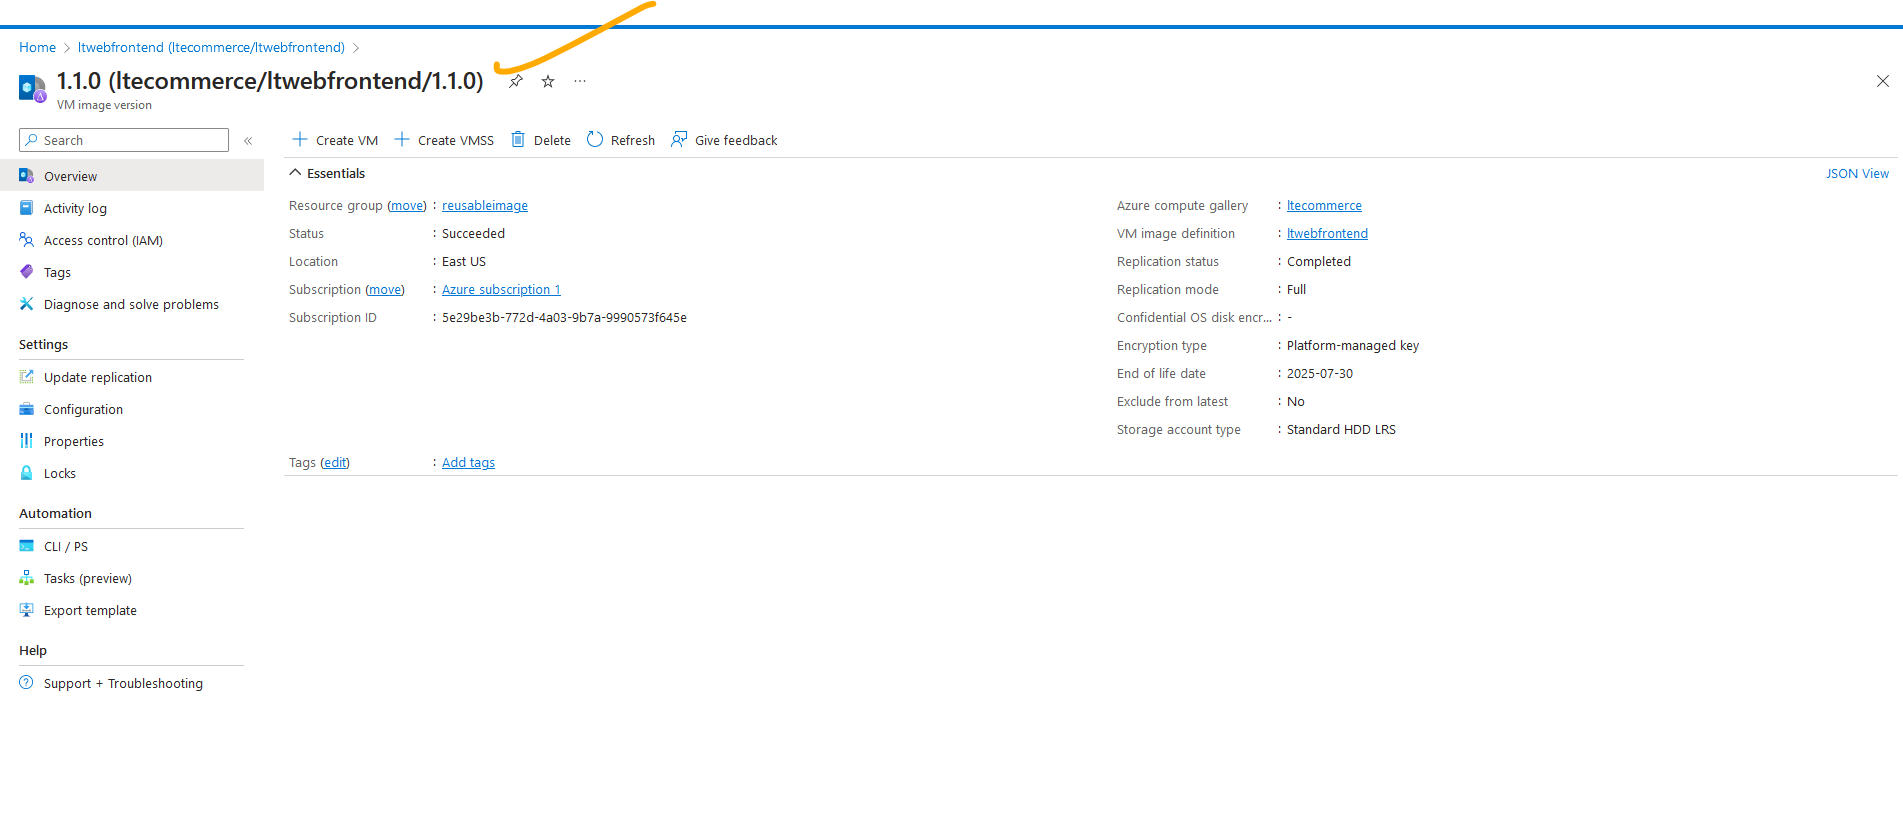 Home > ltwebfrontend (ltecommerce/ltwebfrontend) >
1.1.0 (ltecommerce/ltwebfrontend/1.1.0) ...
VM image version
Search «
Overview
Activity log
Access control (IAM)
Tags
Diagnose and solve problems
Settings
Update replication
Configuration
Properties
Locks
Automation
CLI / PS
Tasks (preview)
Export template
Help
Support + Troubleshooting
+ Create VM + Create VMSS Delete Refresh Give feedback
Essentials JSON View
Resource group (move) : reusableimage
Status : Succeeded
Location : East US
Subscription (move) : Azure subscription 1
Subscription ID : 5e29be3b-772d-4a03-9b7a-9990573f645e
Azure compute gallery : ltecommerce
VM image definition : ltwebfrontend
Replication status : Completed
Replication mode : Full
Confidential OS disk encr... : -
Encryption type : Platform-managed key
End of life date : 2025-07-30
Exclude from latest : No
Storage account type : Standard HDD LRS
Tags (edit) : Add tags